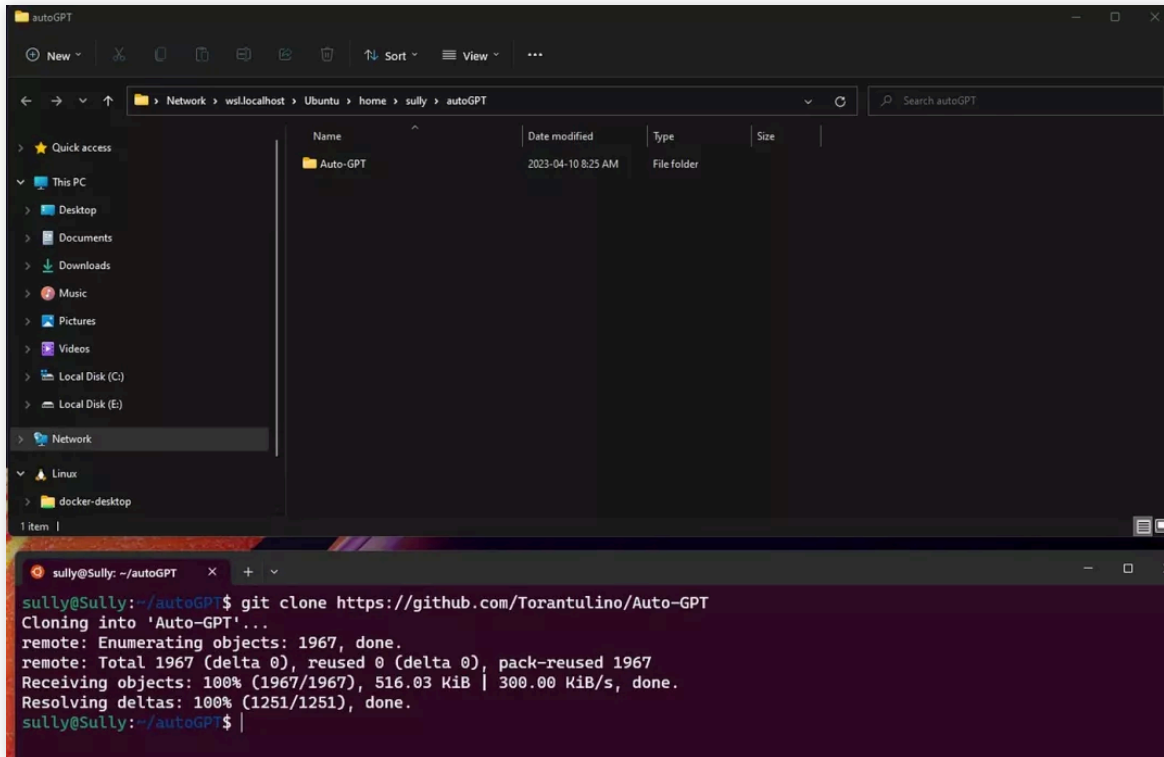 autoGPT
New Sort View ...
Network > wsl.localhost > Ubuntu > home > sully > autoGPT
Search autoGPT
Name Date modified Type Size
Quick access
Auto-GPT 2023-04-10 8:25 AM File folder
This PC
Desktop
Documents
Downloads
Music
Pictures
Videos
Local Disk (C:)
Local Disk (E:)
Network
Linux
docker-desktop
1 item
sully@Sully: ~/autoGPT
sully@Sully:~/autoGPT$ git clone https://github.com/Torantulino/Auto-GPT
Cloning into 'Auto-GPT'...
remote: Enumerating objects: 1967, done.
remote: Total 1967 (delta 0), reused 0 (delta 0), pack-reused 1967
Receiving objects: 100% (1967/1967), 516.03 KiB | 300.00 KiB/s, done.
Resolving deltas: 100% (1251/1251), done.
sully@Sully:~/autoGPT$